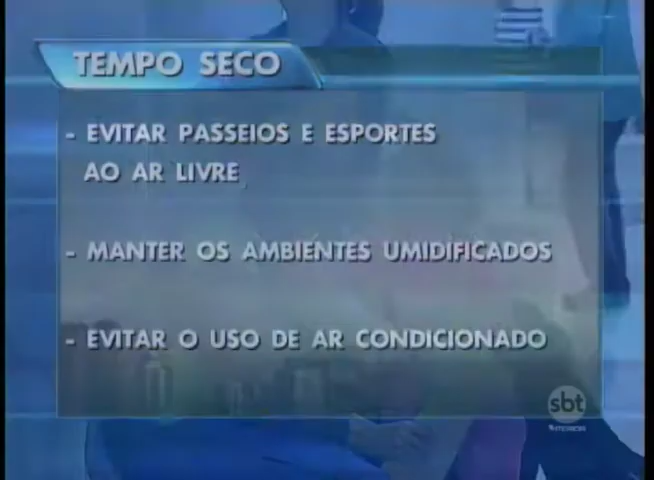 TEMPO SECO
- EVITAR PASSEIOS E ESPORTES
AO AR LIVRE
- MANTER OS AMBIENTES UMIDIFICADOS
- EVITAR O USO DE AR CONDICIONADO
sbt